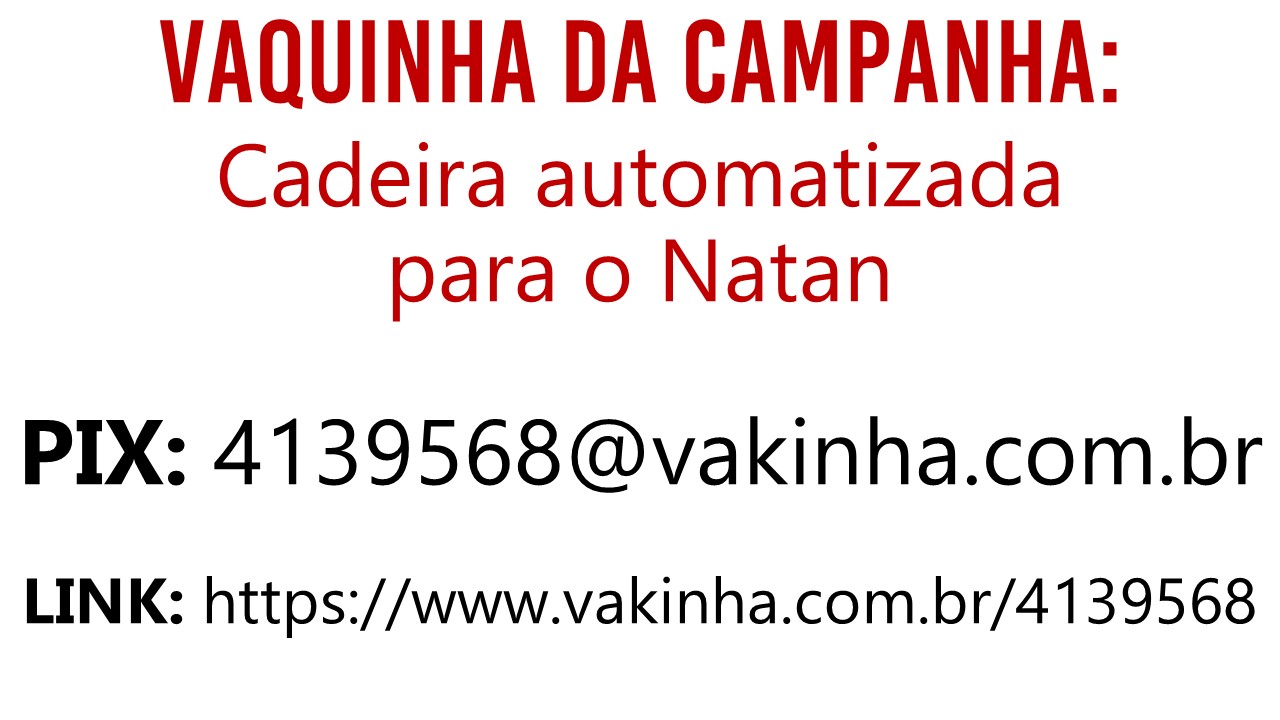 VAQUINHA DA CAMPANHA:
Cadeira automatizada
para o Natan
PIX: 4139568@vakinha.com.br
LINK: https://www.vakinha.com.br/4139568